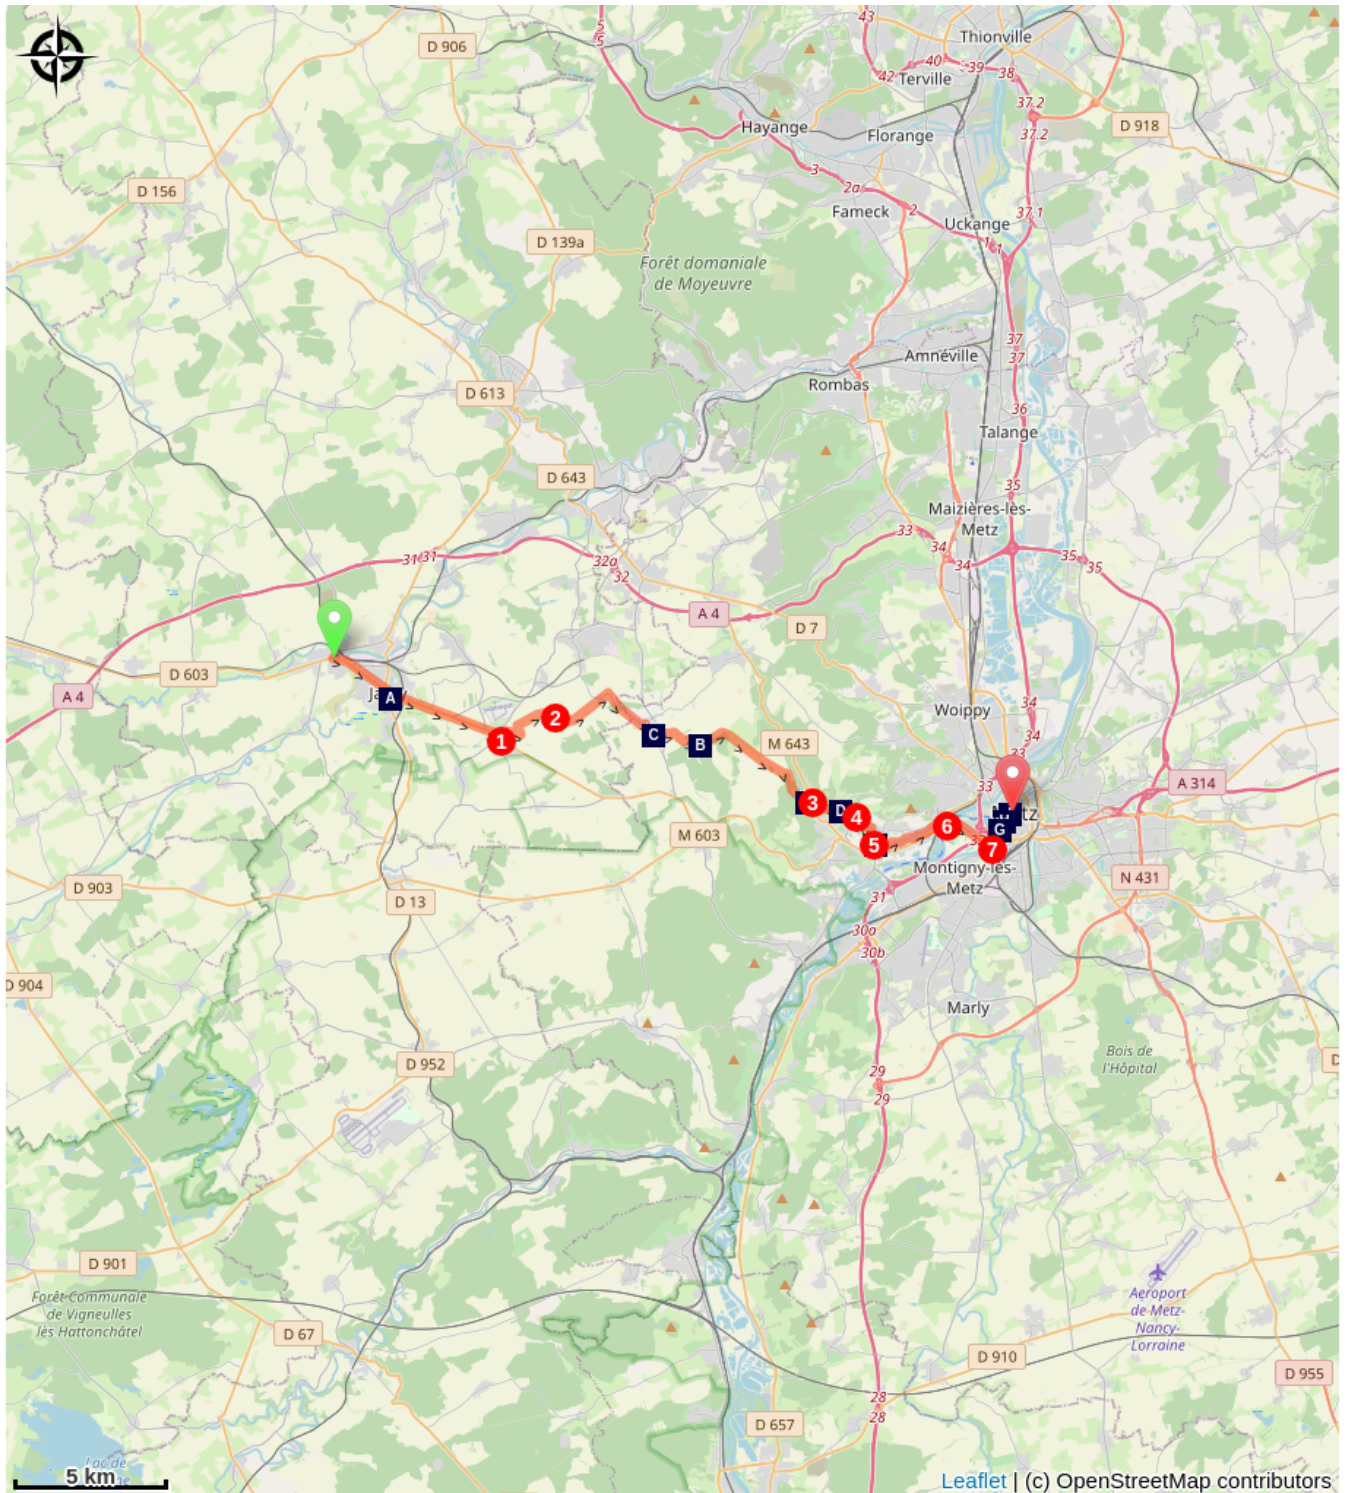 43
Thionville
5
5
D 906
40
39
38
42
Terville
37.2
37.2
Hayange
Florange
D 918
3
2a
D 156
Fameck
2
37.1
Uckange
1
1
D 139a
Forêt domaniale
de Moyeuvre
37
37
Amnéville
Rombas
D 613
36
Talange
D 643
35
Maizières-lès-
Metz
33
34
34
35
35
31
31
32a
32
A 4
D 7
D 603
A 4
A
1
2
C
B
34
Woippy
34
33
M 643
33
A 314
3
D
4
5
6
G
7
M 603
Montigny-lès-
Metz
N 431
D 903
D 13
31
30a
30b
D 904
Marly
Bois de
l'Hôpital
D 952
29
29
D 901
Forêt Communale
de Vigneulles
lès Hattonchâtel
Aeroport
de Metz-
Nancy-
Lorraine
D 67
D 910
D 955
28
28
D 657
5 km
Leaflet | (c) OpenStreetMap contributors